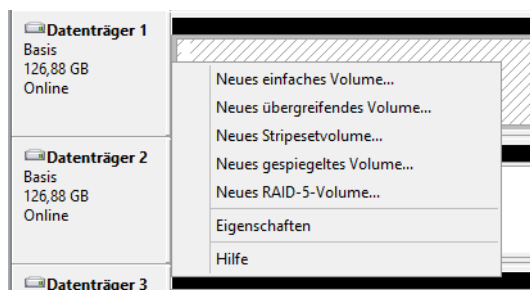 Datenträger 1
Basis
126,88 GB
Online
Neues einfaches Volume...
Neues übergreifendes Volume...
Neues Stripesetvolume...
Neues gespiegeltes Volume...
Neues RAID-5-Volume...
Eigenschaften
Hilfe
Datenträger 2
Basis
126,88 GB
Online
Datenträger 3